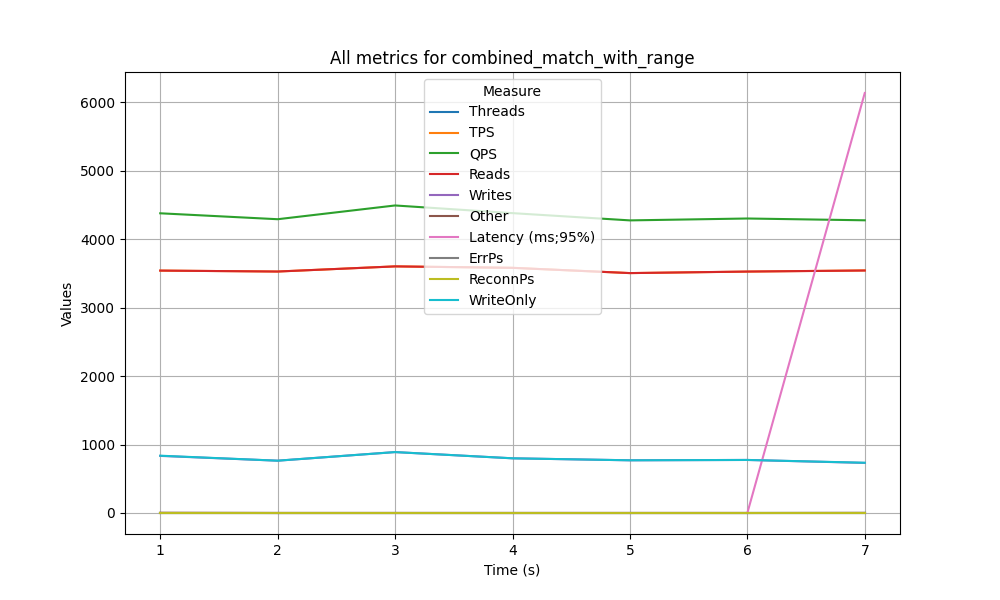 All metrics for combined_match_with_range
Values
6000
5000
4000
3000
2000
1000
0
Measure
Threads
TPS
QPS
Reads
Writes
Other
Latency (ms;95%)
ErrPs
ReconnPs
WriteOnly
1 2 3 4 5 6 7
Time (s)